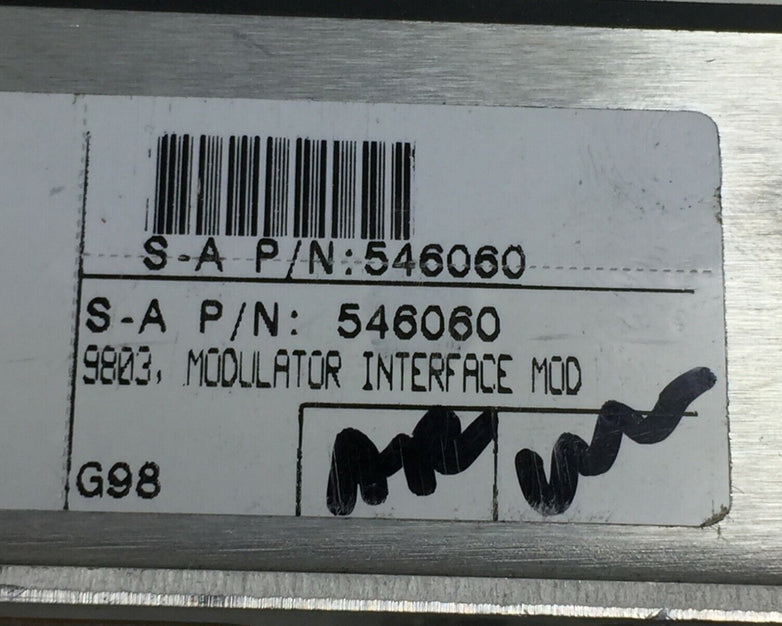 S-A P/N:546060
S-A P/N: 546060
9803, MODULATOR INTERFACE MOD
G98